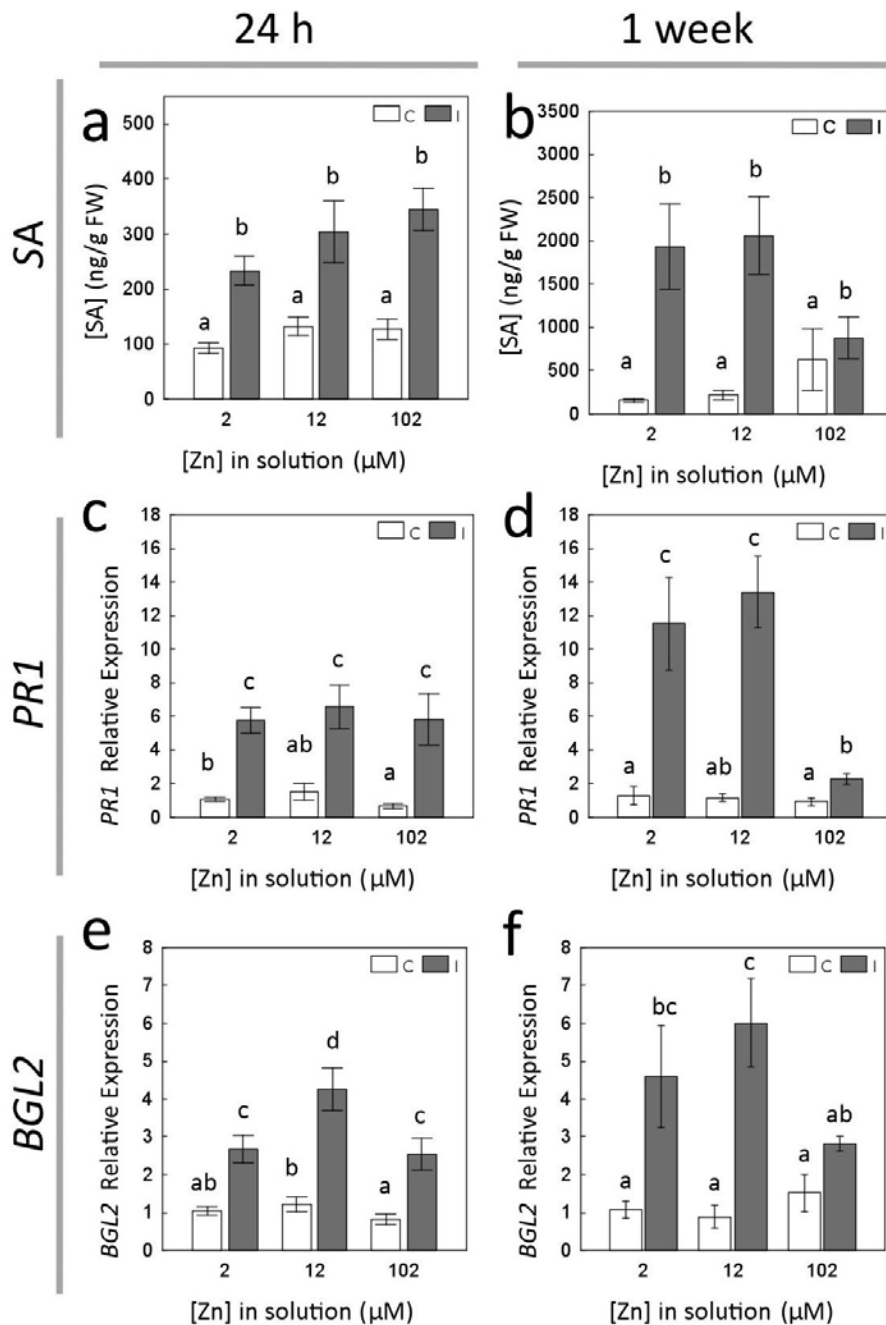 24 h
1 week
SA
a
C I
500
400
300
200
100
0
[SA] (ng/g FW)
a b a b a b
2 12 102
[Zn] in solution (µM)
b
C I
3500
3000
2500
2000
1500
1000
500
0
[SA] (ng/g FW)
a b a b a b
2 12 102
[Zn] in solution (µM)
PR1
c
C I
18
16
14
12
10
8
6
4
2
0
PR1 Relative Expression
b c ab c a c
2 12 102
[Zn] in solution (µM)
d
C I
18
16
14
12
10
8
6
4
2
0
PR1 Relative Expression
a c ab c a b
2 12 102
[Zn] in solution (µM)
BGL2
e
C I
8
7
6
5
4
3
2
1
0
BGL2 Relative Expression
ab c b d a c
2 12 102
[Zn] in solution (µM)
f
C I
8
7
6
5
4
3
2
1
0
BGL2 Relative Expression
a bc a c a ab
2 12 102
[Zn] in solution (µM)